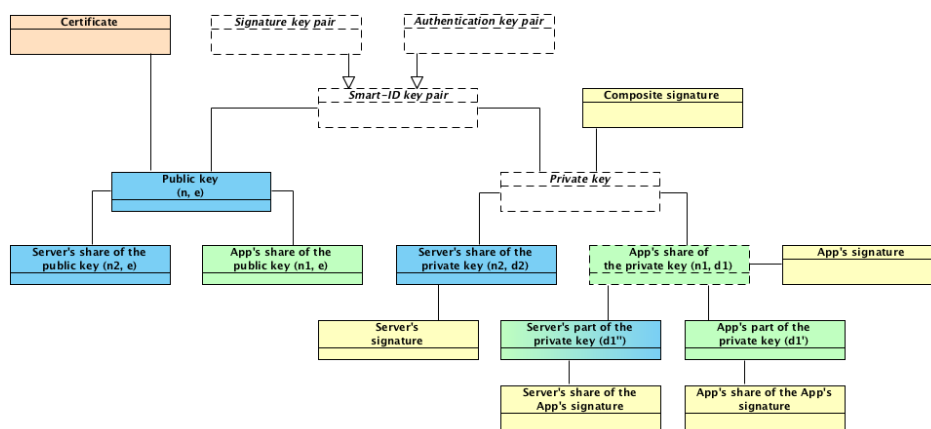 Certificate
Signature key pair
Authentication key pair
Smart-ID key pair
Composite signature
Public key
(n, e)
Private key
Server's share of the
public key (n2, e)
App's share of the
public key (n1, e)
Server's share of the
private key (n2, d2)
App's share of
the private key (n1, d1)
App's signature
Server's
signature
Server's part of the
private key (d1'')
App's part of the
private key (d1')
Server's share of the
App's signature
App's share of the App's
signature